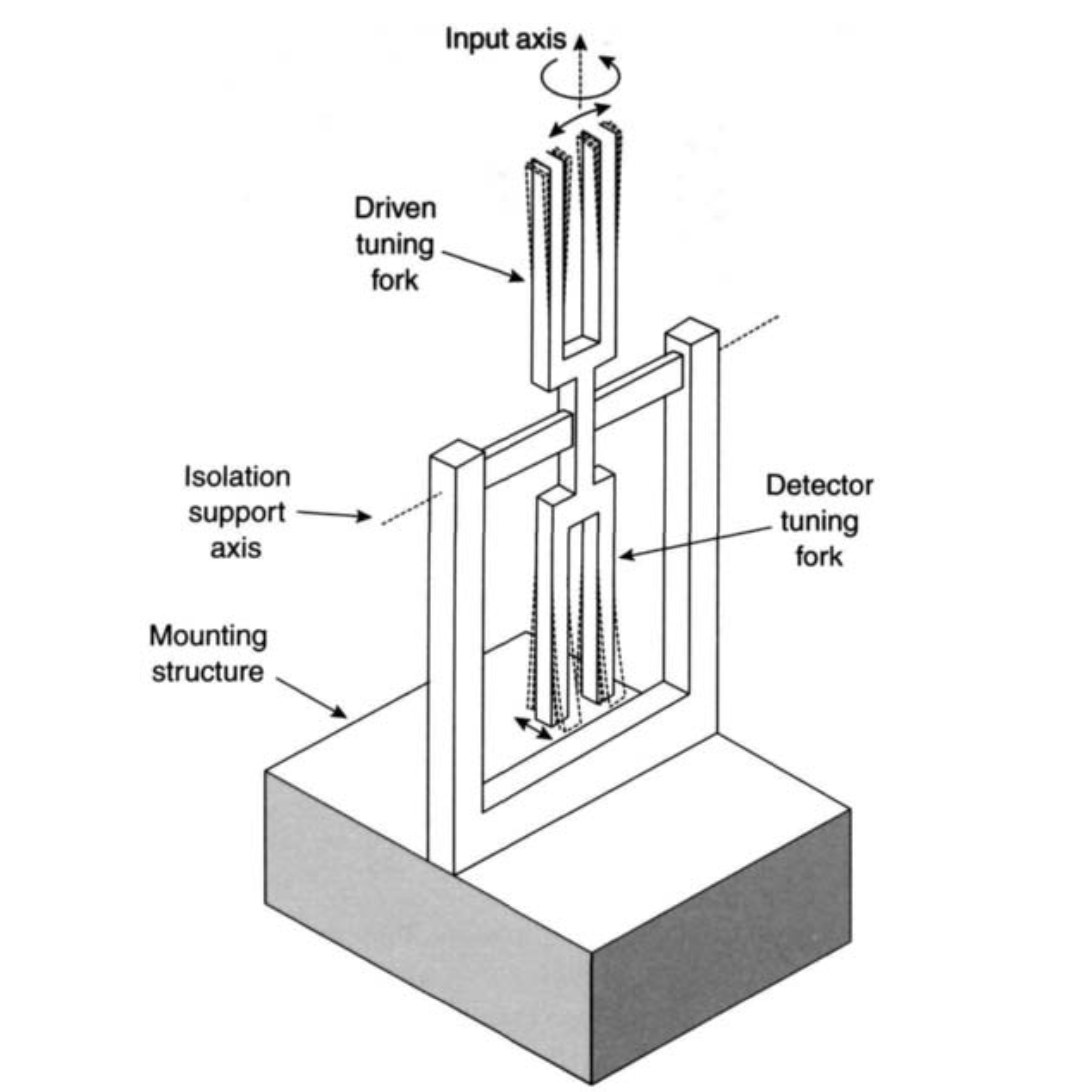 Input axis
Driven
tuning
fork
Isolation
support
axis
Detector
tuning
fork
Mounting
structure